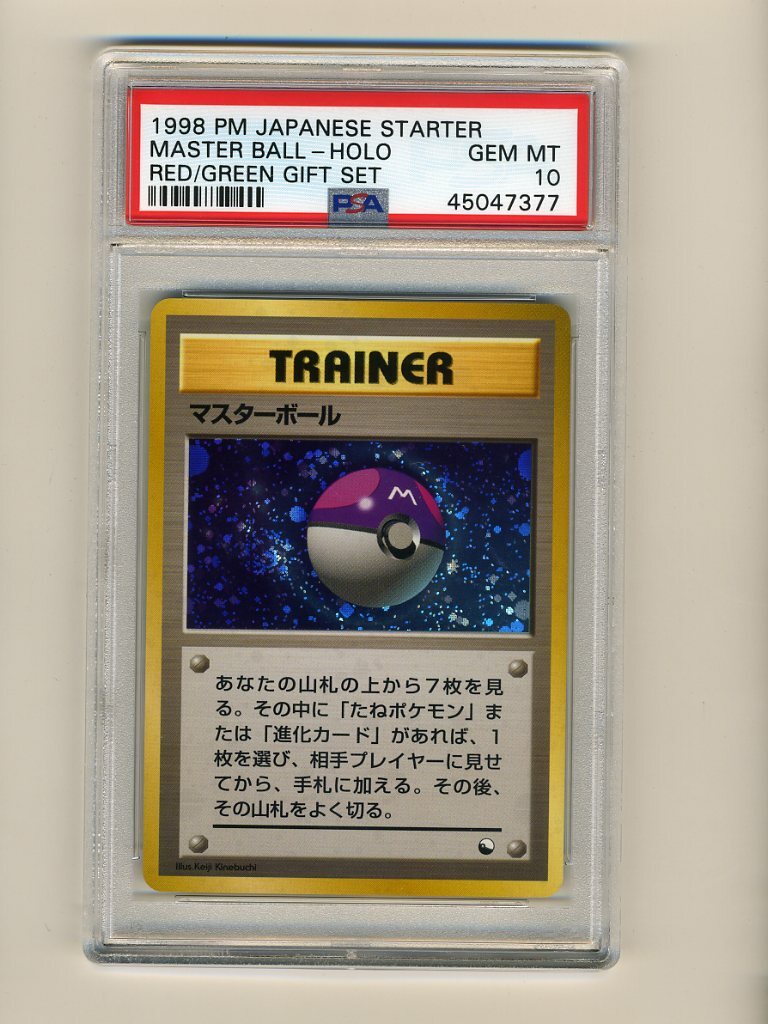 1998 PM JAPANESE STARTER
MASTER BALL-HOLO GEM MT
RED/GREEN GIFT SET 10
PSA 45047377
TRAINER
マスターボール
M
あなたの山札の上から7枚を見
る。その中に「たねポケモン」ま
たは「進化カード」があれば、1
枚を選び、相手プレイヤーに見せ
てから、手札に加える。その後、
その山札をよく切る。
Illus.Keiji Kinebuchi